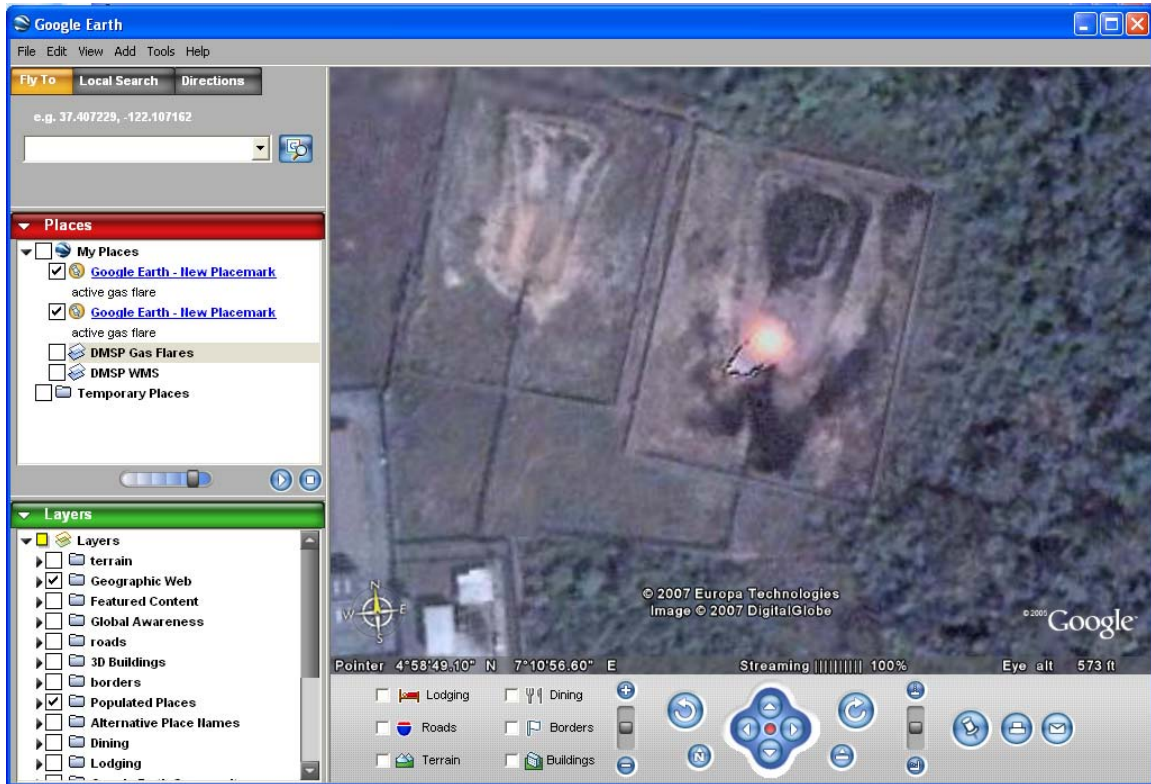 Google Earth
File Edit View Add Tools Help
Fly To Local Search Directions
e.g. 37.407229, -122.107162
Places
My Places
Google Earth - New Placemark
active gas flare
Google Earth - New Placemark
active gas flare
DMSP Gas Flares
DMSP WMS
Temporary Places
Layers
Layers
terrain
Geographic Web
Featured Content
Global Awareness
roads
3D Buildings
borders
Populated Places
Alternative Place Names
Dining
Lodging
N
W E
S
© 2007 Europa Technologies
Image © 2007 DigitalGlobe
© 2005 Google
Pointer 4°58'49.10" N 7°10'56.60" E Streaming |||||||||| 100% Eye alt 573 ft
Lodging Dining
Roads Borders
Terrain Buildings
N